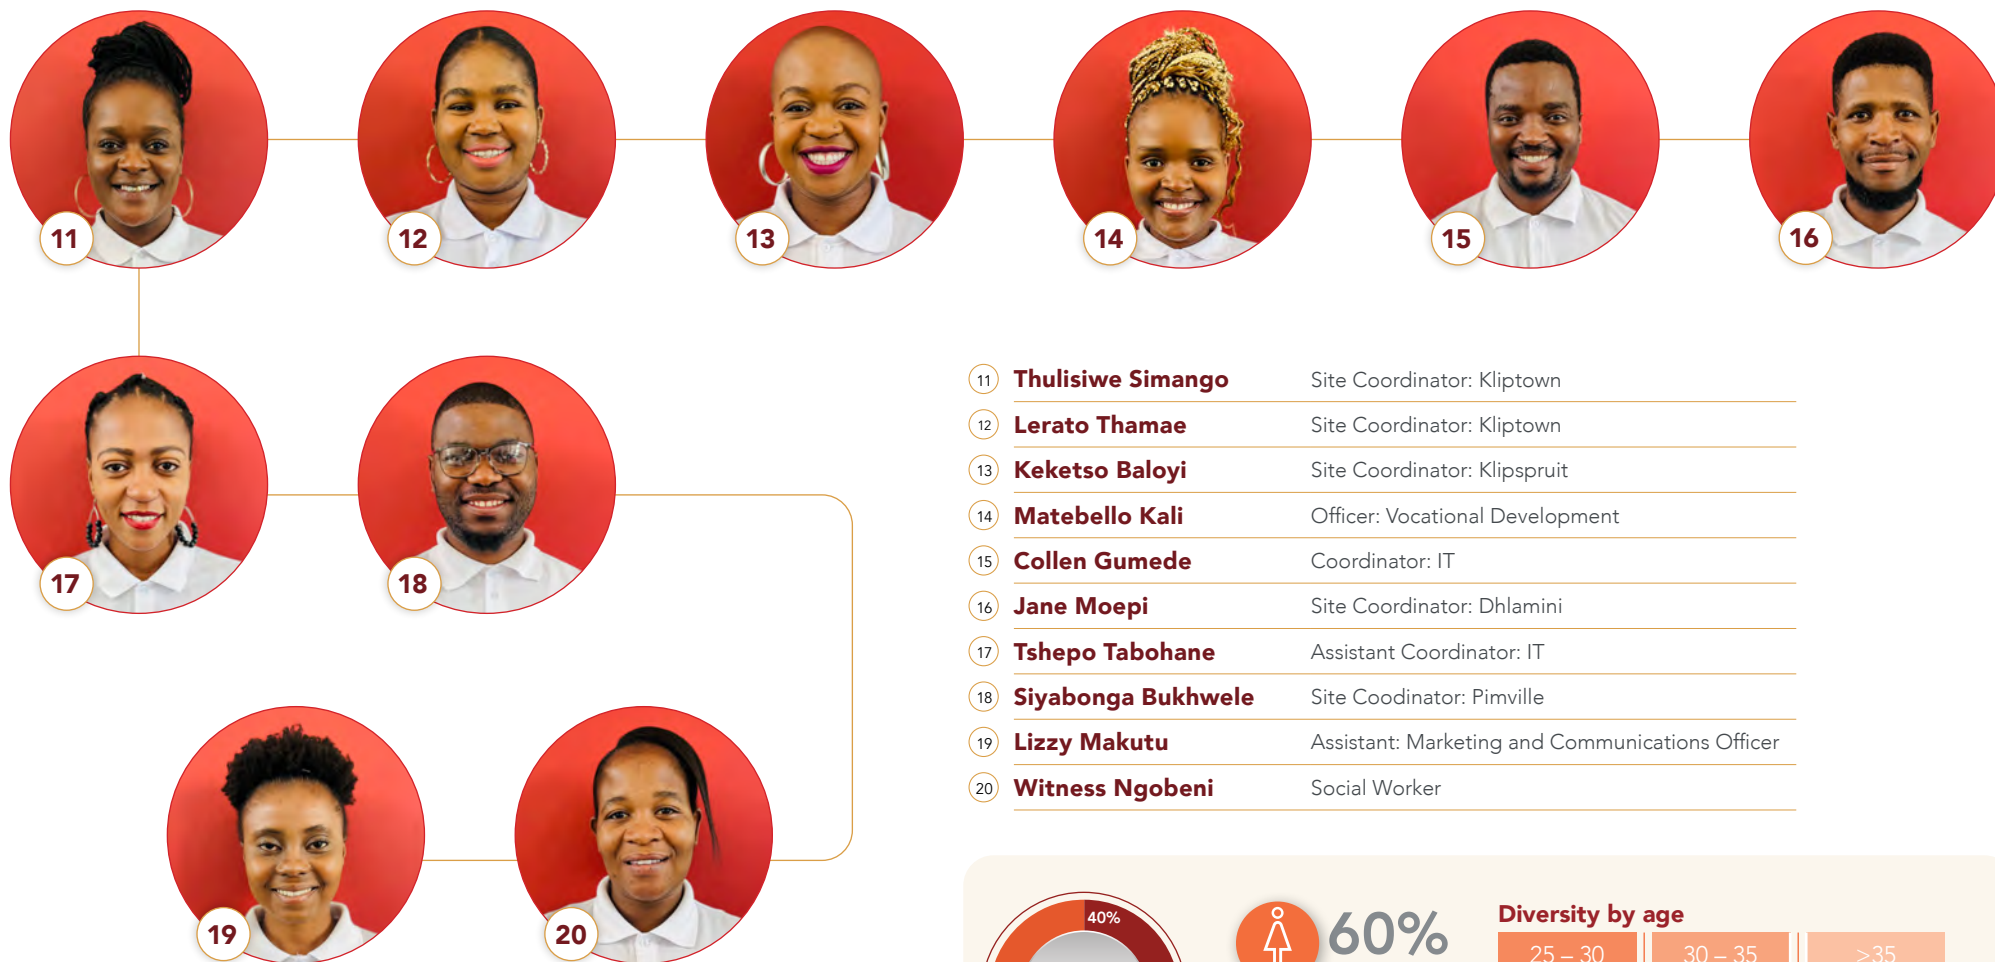 11
12
13
14
15
16
17
18
19
20
11 Thulisiwe Simango Site Coordinator: Kliptown
12 Lerato Thamae Site Coordinator: Kliptown
13 Keketso Baloyi Site Coordinator: Klipspruit
14 Matebello Kali Officer: Vocational Development
15 Collen Gumede Coordinator: IT
16 Jane Moepi Site Coordinator: Dhlamini
17 Tshepo Tabohane Assistant Coordinator: IT
18 Siyabonga Bukhwele Site Coodinator: Pimville
19 Lizzy Makutu Assistant: Marketing and Communications Officer
20 Witness Ngobeni Social Worker
40%
60%
Diversity by age
25 – 30 30 – 35 >35